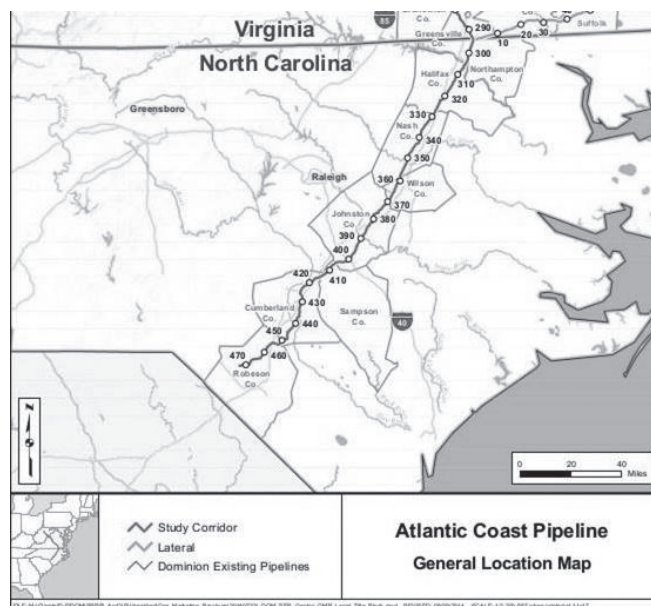 Virginia
85
Greensville
Co.
290
10
20
30
Suffolk
North Carolina
300
Halifax
Co.
Northampton
Co.
310
320
Greensboro
330
Nash
Co.
340
350
Raleigh
360
Wilson
Co.
370
Johnston
Co
380
390
400
410
420
Cumberland
Co.
430
Sampson
Co.
40
440
450
460
470
Robeson
Co
N
0 20 40
Miles
Study Corridor
Lateral
Dominion Existing Pipelines
Atlantic Coast Pipeline
General Location Map